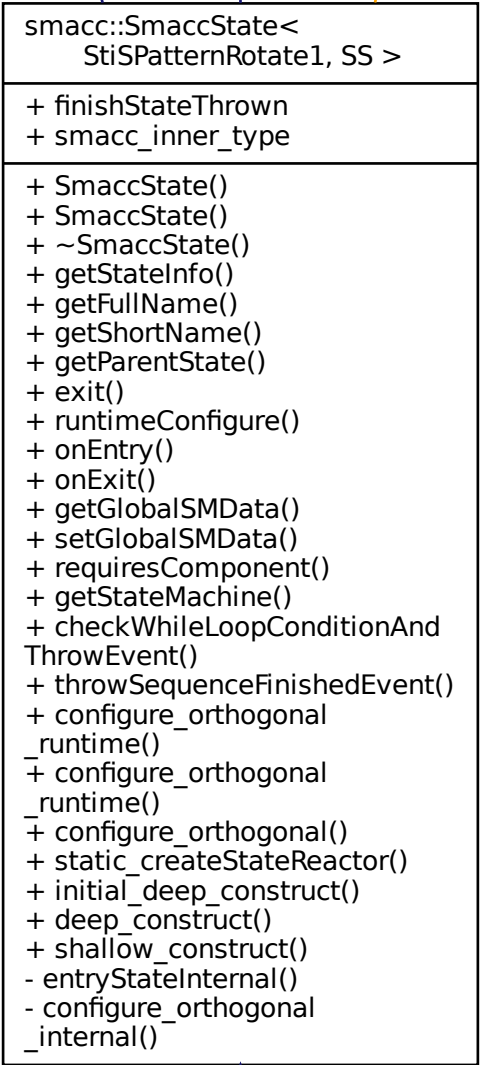 smacc::SmaccState<
StiSPatternRotate1, SS >
+ finishStateThrown
+ smacc_inner_type
+ SmaccState()
+ SmaccState()
+ ~SmaccState()
+ getStateInfo()
+ getFullName()
+ getShortName()
+ getParentState()
+ exit()
+ runtimeConfigure()
+ onEntry()
+ onExit()
+ getGlobalSMData()
+ setGlobalSMData()
+ requiresComponent()
+ getStateMachine()
+ checkWhileLoopConditionAnd
ThrowEvent()
+ throwSequenceFinishedEvent()
+ configure_orthogonal
_runtime()
+ configure_orthogonal
_runtime()
+ configure_orthogonal()
+ static_createStateReactor()
+ initial_deep_construct()
+ deep_construct()
+ shallow_construct()
- entryStateInternal()
- configure_orthogonal
_internal()